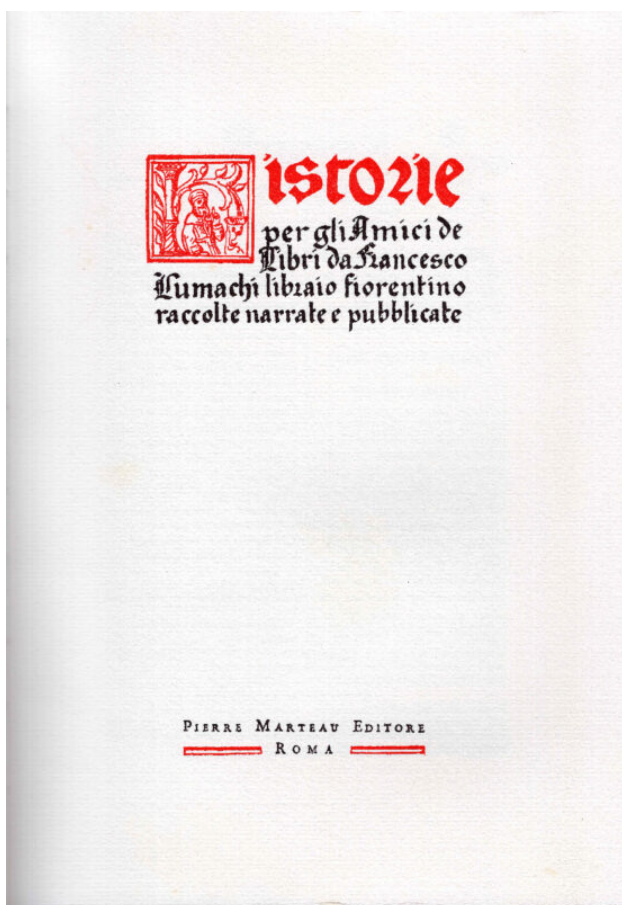 Historie
per gli Amici de
Libri da Francesco
Lumachi libraio fiorentino
raccolte narrate e pubblicate
PIERRE MARTEAU EDITORE
ROMA